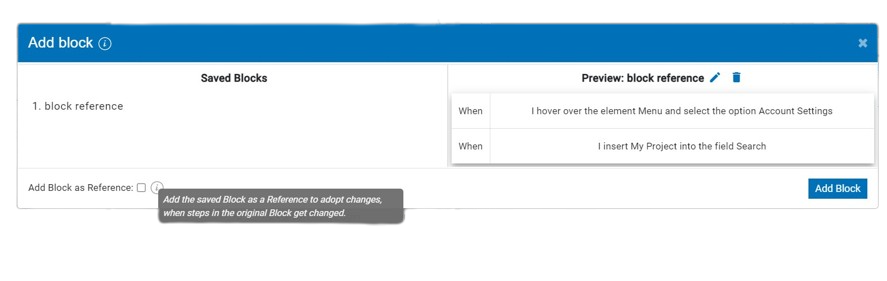 Add block i
Saved Blocks
1. block reference
Preview: block reference
When I hover over the element Menu and select the option Account Settings
When I insert My Project into the field Search
Add Block as Reference: i
Add the saved Block as a Reference to adopt changes,
when steps in the original Block get changed.
Add Block